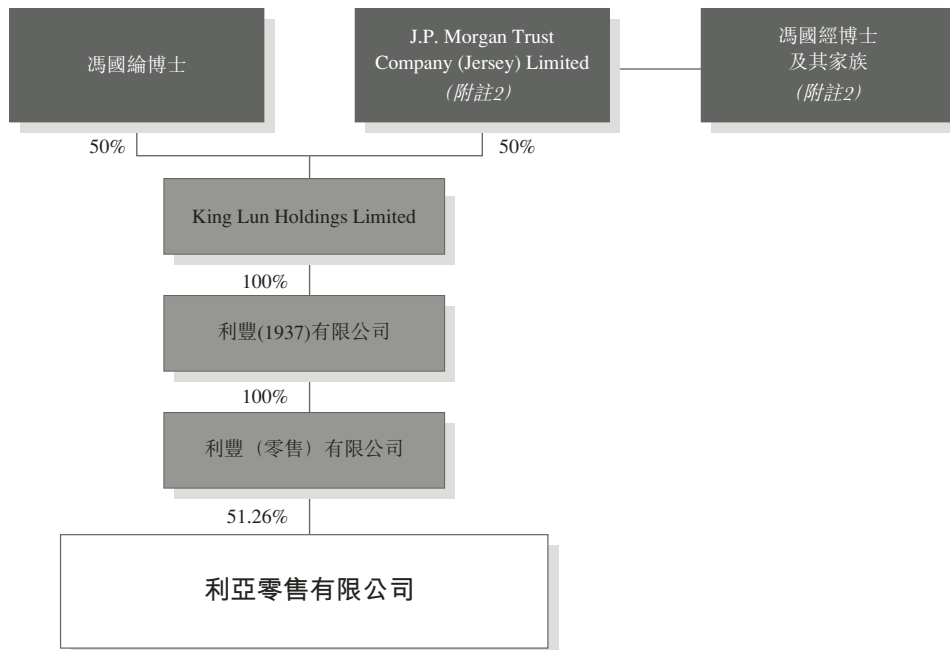 馮國綸博士
J.P. Morgan Trust
Company (Jersey) Limited
(附註2)
馮國經博士
及其家族
(附註2)
50%
50%
King Lun Holdings Limited
100%
利豐(1937)有限公司
100%
利豐（零售）有限公司
51.26%
利亞零售有限公司